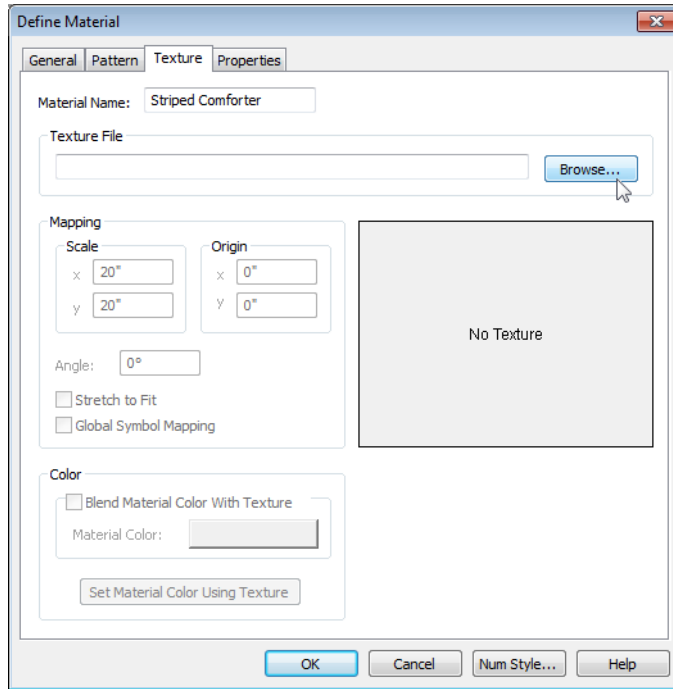 Define Material
General Pattern Texture Properties
Material Name: Striped Comforter
Texture File
Browse...
Mapping
Scale Origin
x 20" x 0"
y 20" y 0"
No Texture
Angle: 0°
Stretch to Fit
Global Symbol Mapping
Color
Blend Material Color With Texture
Material Color:
Set Material Color Using Texture
OK Cancel Num Style... Help